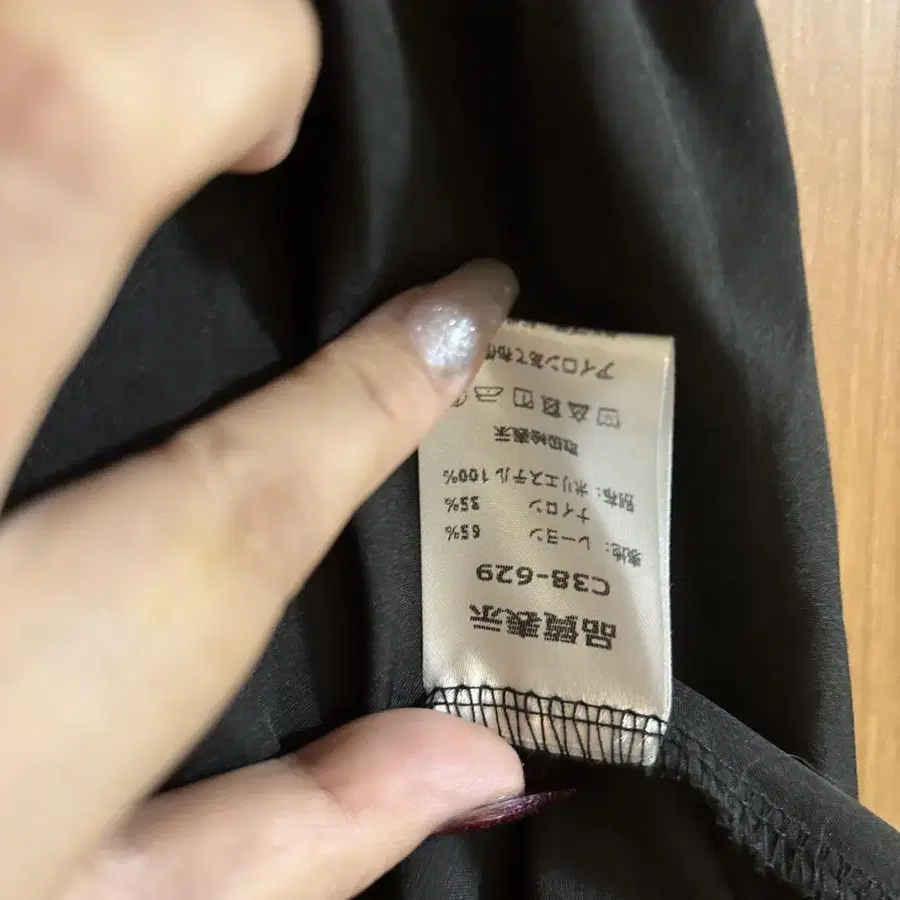 品質表示
C38-629
表地: レーヨン 65%
ナイロン 35%
別布: ポリエステル 100%
取扱絵表示
アイロンあて布使